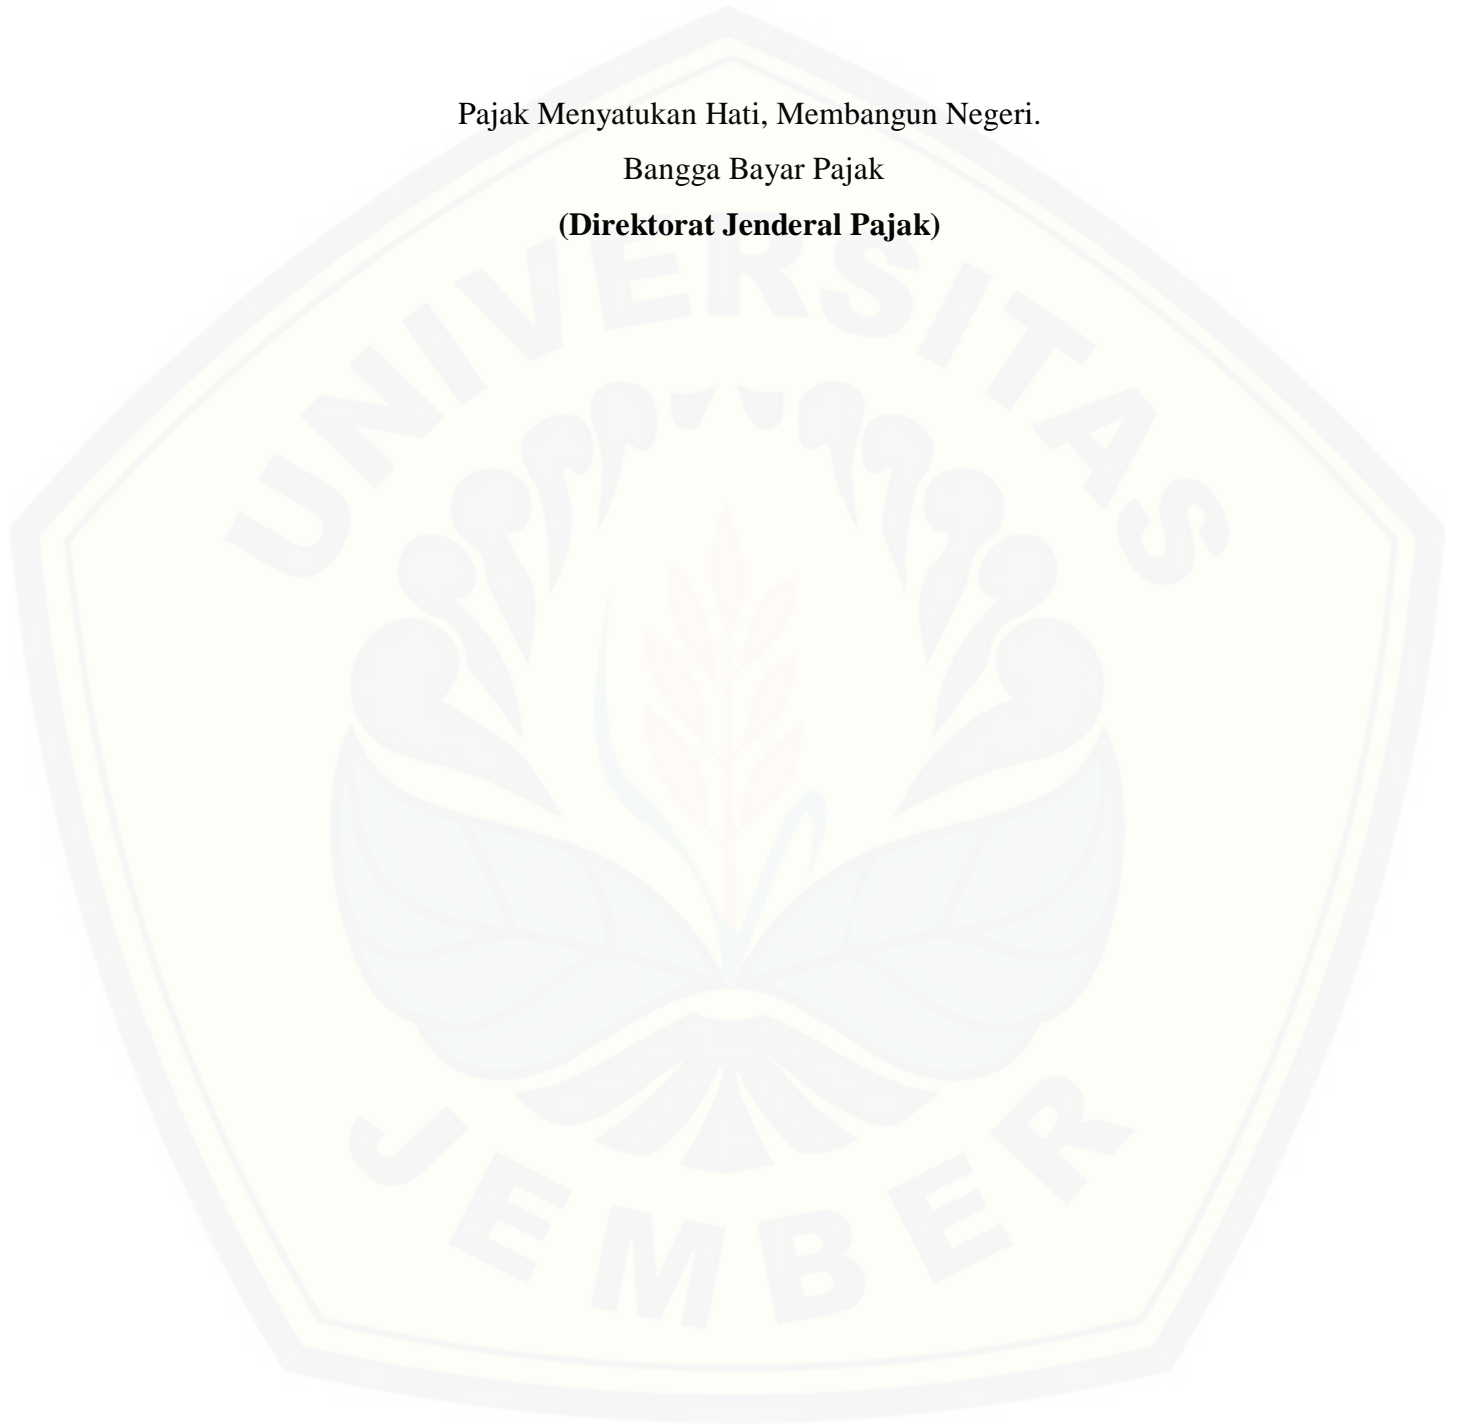 Pajak Menyatukan Hati, Membangun Negeri.
Bangga Bayar Pajak
(Direktorat Jenderal Pajak)
UNIVERSITAS
JEMBER